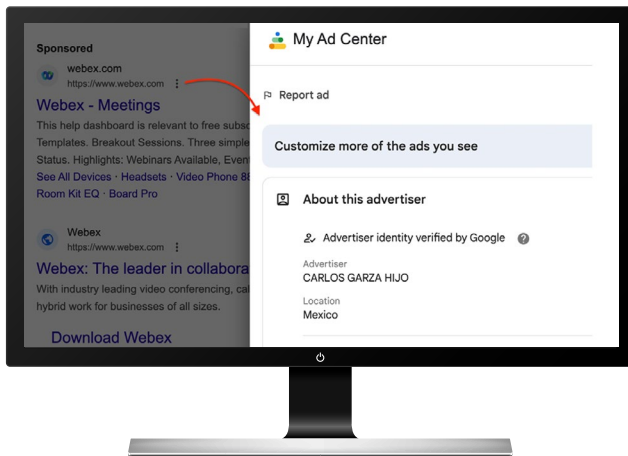 Sponsored
webex.com
https://www.webex.com
Webex - Meetings
This help dashboard is relevant to free subsc
Templates. Breakout Sessions. Three simple
Status. Highlights: Webinars Available, Event
See All Devices · Headsets · Video Phone 88
Room Kit EQ · Board Pro
Webex
https://www.webex.com
Webex: The leader in collabora
With industry leading video conferencing, cal
hybrid work for businesses of all sizes.
Download Webex
My Ad Center
Report ad
Customize more of the ads you see
About this advertiser
Advertiser identity verified by Google
Advertiser
CARLOS GARZA HIJO
Location
Mexico